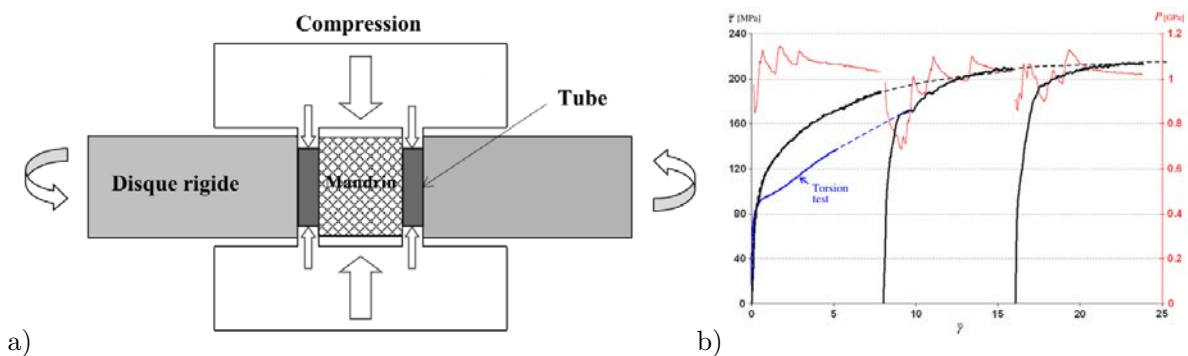 Compression
Tube
Disque rigide
Mandrin
a)
τ̄ [MPa]
P [GPa]
240
200
160
120
80
40
0
1.2
1
0.8
0.6
0.4
0.2
0
Torsion
test
0
5
10
15
20
25
γ̄
b)